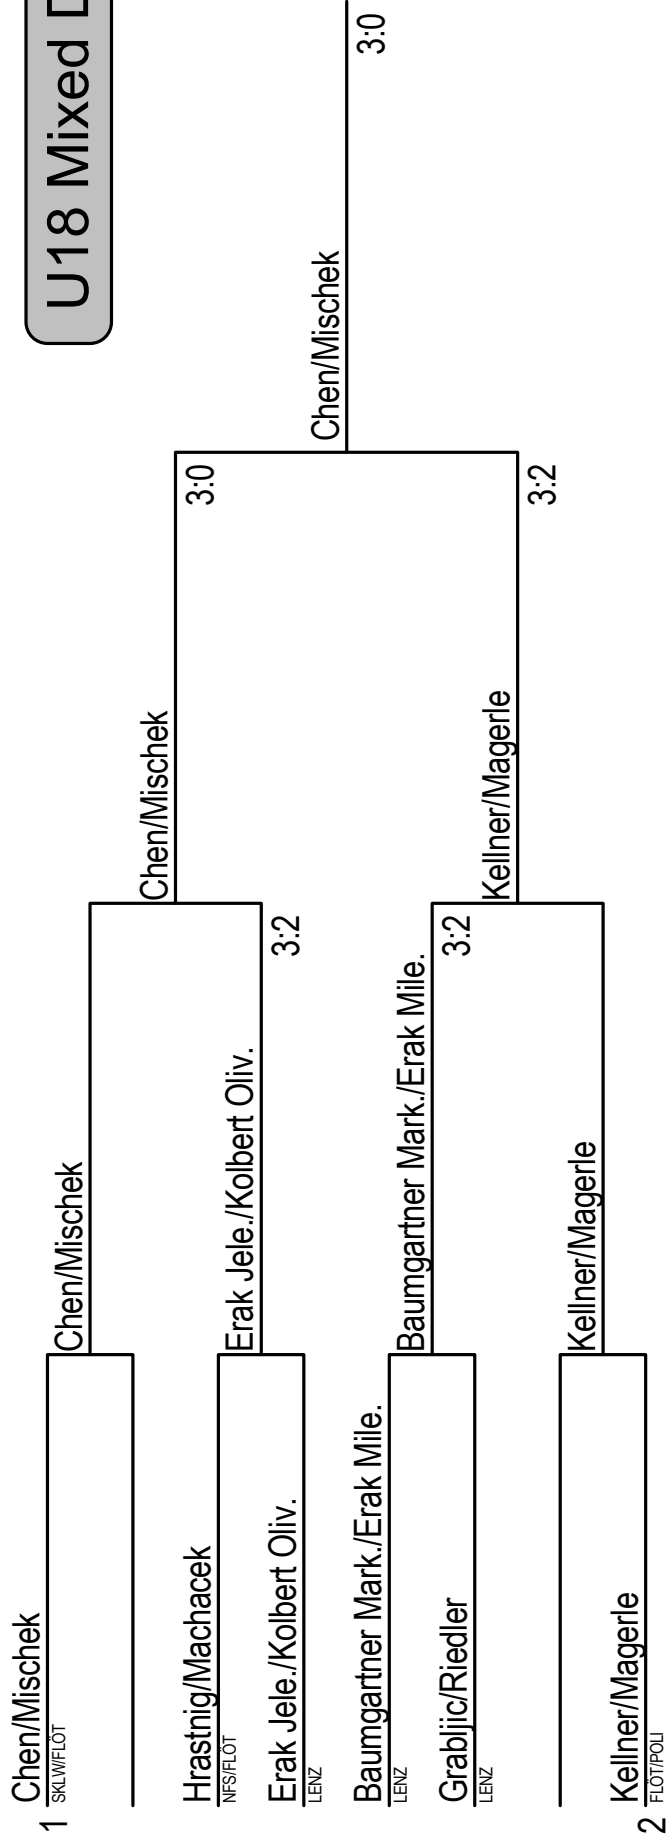 U18 Mixed
1 Chen/Mischek
SKLW/FLÖT
Chen/Mischek
Chen/Mischek
3:0
Hrastnig/Machacek
NFS/FLÖT
Erak Jele./Kolbert Oliv.
3:2
Erak Jele./Kolbert Oliv.
LENZ
Chen/Mischek
3:0
Baumgartner Mark./Erak Mile.
LENZ
Baumgartner Mark./Erak Mile.
3:2
Grabljic/Riedler
LENZ
Kellner/Magerle
3:2
Kellner/Magerle
2 Kellner/Magerle
FLÖT/POLI